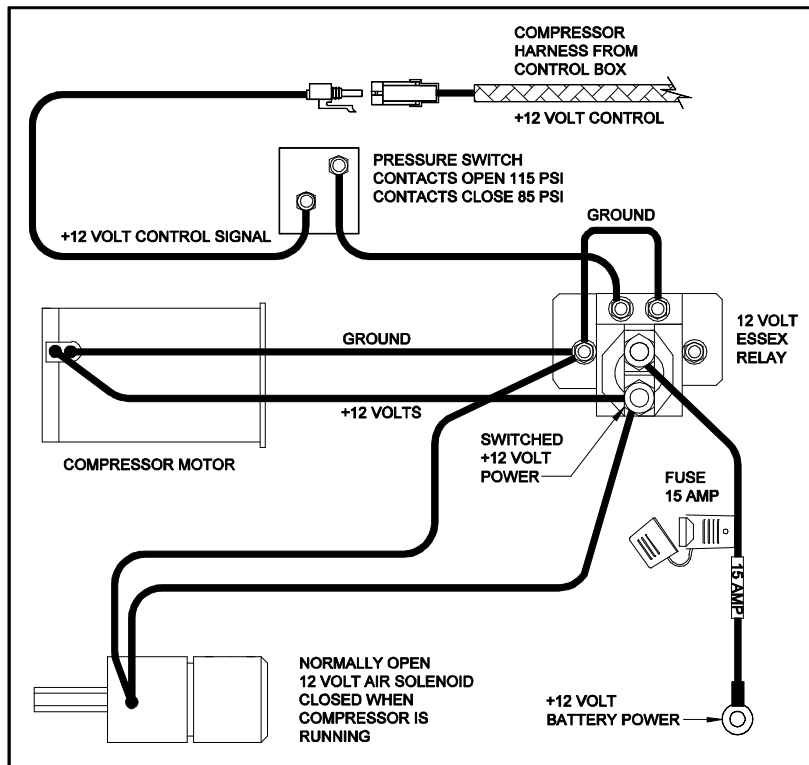 COMPRESSOR
HARNESS FROM
CONTROL BOX
+12 VOLT CONTROL
PRESSURE SWITCH
CONTACTS OPEN 115 PSI
CONTACTS CLOSE 85 PSI
+12 VOLT CONTROL SIGNAL
GROUND
12 VOLT
ESSEX
RELAY
GROUND
+12 VOLTS
COMPRESSOR MOTOR
SWITCHED
+12 VOLT
POWER
FUSE
15 AMP
15 AMP
NORMALLY OPEN
12 VOLT AIR SOLENOID
CLOSED WHEN
COMPRESSOR IS
RUNNING
+12 VOLT
BATTERY POWER